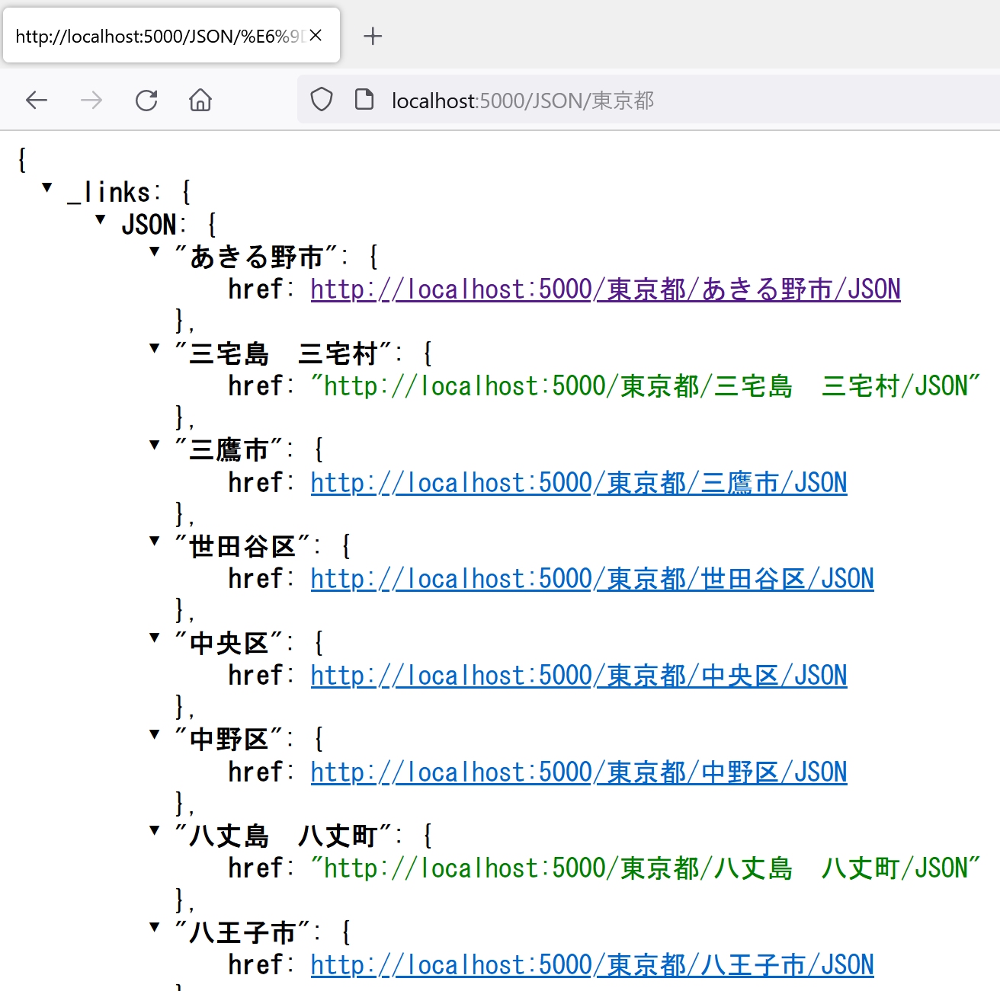 http://localhost:5000/JSON/%E6%9D
localhost:5000/JSON/東京都
{
▼ _links: {
▼ JSON: {
▼ "あきる野市": {
href: http://localhost:5000/東京都/あきる野市/JSON
},
▼ "三宅島　三宅村": {
href: "http://localhost:5000/東京都/三宅島　三宅村/JSON"
},
▼ "三鷹市": {
href: http://localhost:5000/東京都/三鷹市/JSON
},
▼ "世田谷区": {
href: http://localhost:5000/東京都/世田谷区/JSON
},
▼ "中央区": {
href: http://localhost:5000/東京都/中央区/JSON
},
▼ "中野区": {
href: http://localhost:5000/東京都/中野区/JSON
},
▼ "八丈島　八丈町": {
href: "http://localhost:5000/東京都/八丈島　八丈町/JSON"
},
▼ "八王子市": {
href: http://localhost:5000/東京都/八王子市/JSON